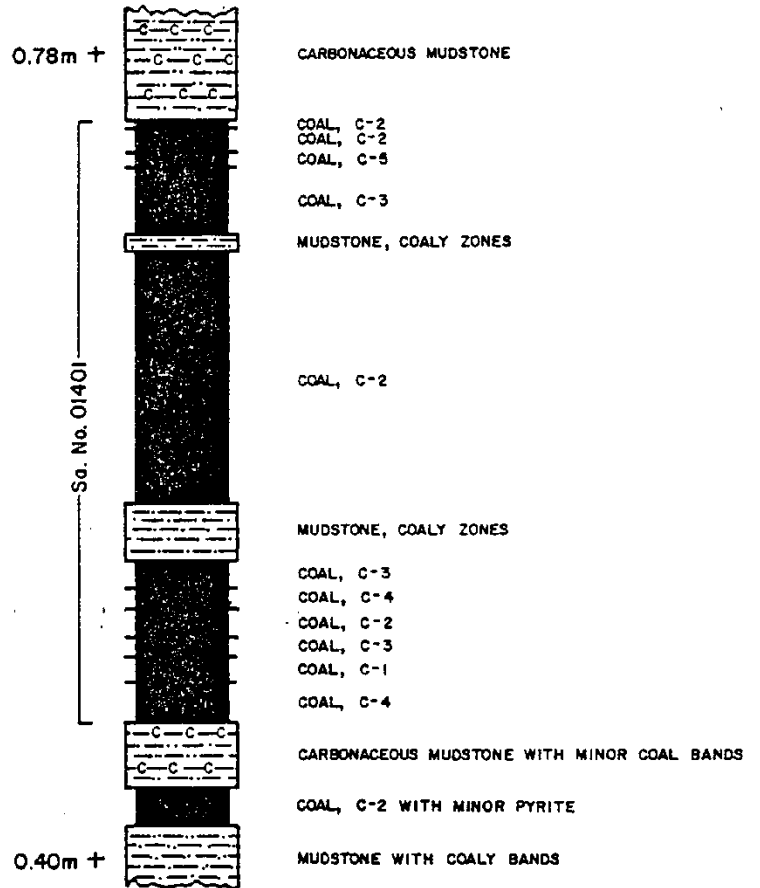 0.78m +
C C C
CARBONACEOUS MUDSTONE
C C C
C C C
COAL, C-2
COAL, C-2
COAL, C-5
COAL, C-3
MUDSTONE, COALY ZONES
COAL, C-2
Sa. No. 01401
MUDSTONE, COALY ZONES
COAL, C-3
COAL, C-4
COAL, C-2
COAL, C-3
COAL, C-1
COAL, C-4
C C C
CARBONACEOUS MUDSTONE WITH MINOR COAL BANDS
C C C
COAL, C-2 WITH MINOR PYRITE
0.40m +
MUDSTONE WITH COALY BANDS